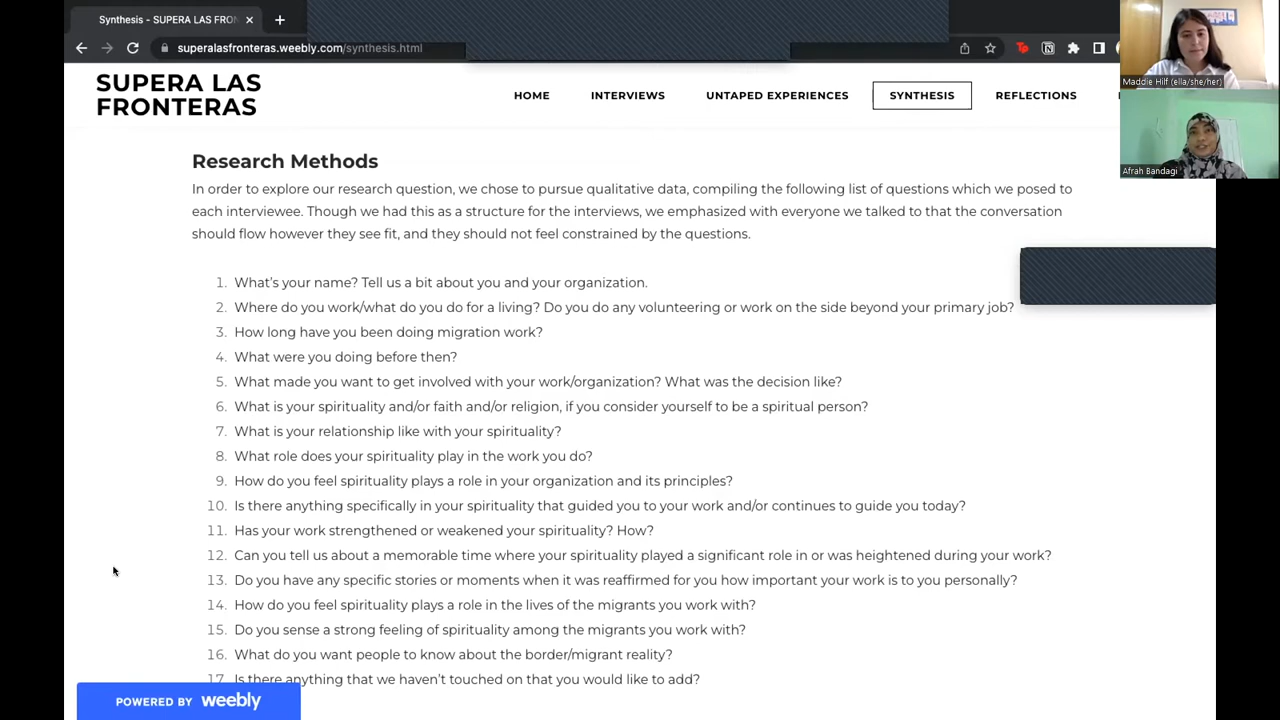 Synthesis - SUPERA LAS FRON
superalasfronteras.weebly.com/synthesis.html
SUPERA LAS
FRONTERAS
HOME
INTERVIEWS
UNTAPED EXPERIENCES
SYNTHESIS
REFLECTIONS
Maddie Hilf (ella/she/her)
Afrah Bandagi
Research Methods
In order to explore our research question, we chose to pursue qualitative data, compiling the following list of questions which we posed to
each interviewee. Though we had this as a structure for the interviews, we emphasized with everyone we talked to that the conversation
should flow however they see fit, and they should not feel constrained by the questions.
1. What's your name? Tell us a bit about you and your organization.
2. Where do you work/what do you do for a living? Do you do any volunteering or work on the side beyond your primary job?
3. How long have you been doing migration work?
4. What were you doing before then?
5. What made you want to get involved with your work/organization? What was the decision like?
6. What is your spirituality and/or faith and/or religion, if you consider yourself to be a spiritual person?
7. What is your relationship like with your spirituality?
8. What role does your spirituality play in the work you do?
9. How do you feel spirituality plays a role in your organization and its principles?
10. Is there anything specifically in your spirituality that guided you to your work and/or continues to guide you today?
11. Has your work strengthened or weakened your spirituality? How?
12. Can you tell us about a memorable time where your spirituality played a significant role in or was heightened during your work?
13. Do you have any specific stories or moments when it was reaffirmed for you how important your work is to you personally?
14. How do you feel spirituality plays a role in the lives of the migrants you work with?
15. Do you sense a strong feeling of spirituality among the migrants you work with?
16. What do you want people to know about the border/migrant reality?
17. Is there anything that we haven't touched on that you would like to add?
POWERED BY weebly